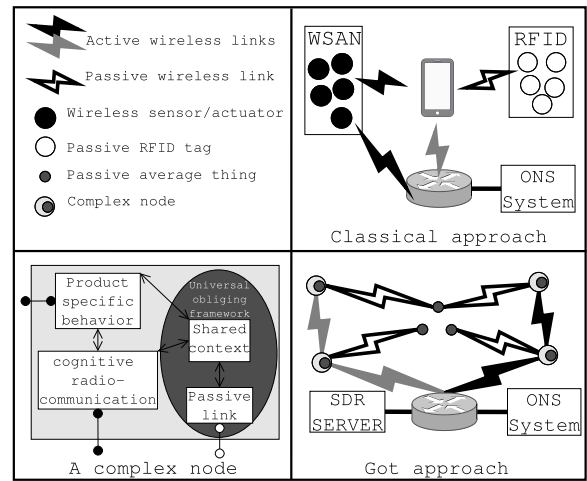 Active wireless links
Passive wireless link
Wireless sensor/actuator
Passive RFID tag
Passive average thing
Complex node
WSAN
RFID
ONS
System
Classical approach
Product
specific
behavior
Universal
obliging
framework
Shared
context
cognitive
radio-
communication
Passive
link
A complex node
SDR
SERVER
ONS
System
Got approach